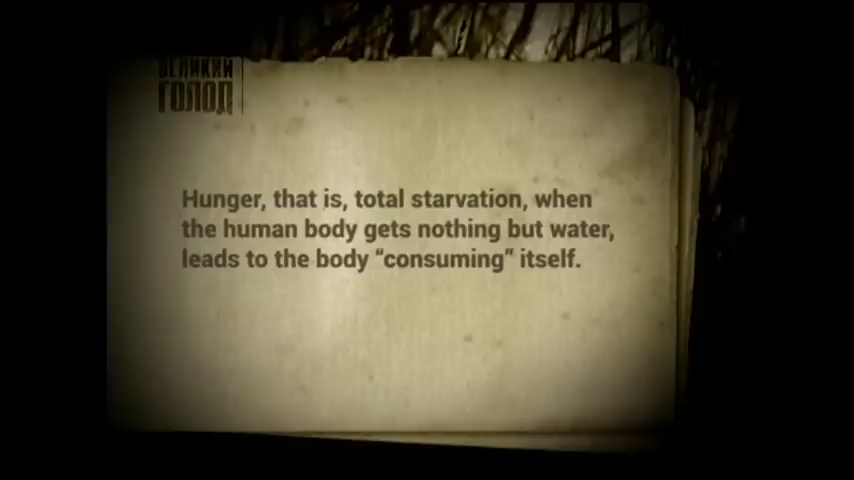 ВЕЛИКИЙ
ГОЛОД
Hunger, that is, total starvation, when
the human body gets nothing but water,
leads to the body “consuming” itself.